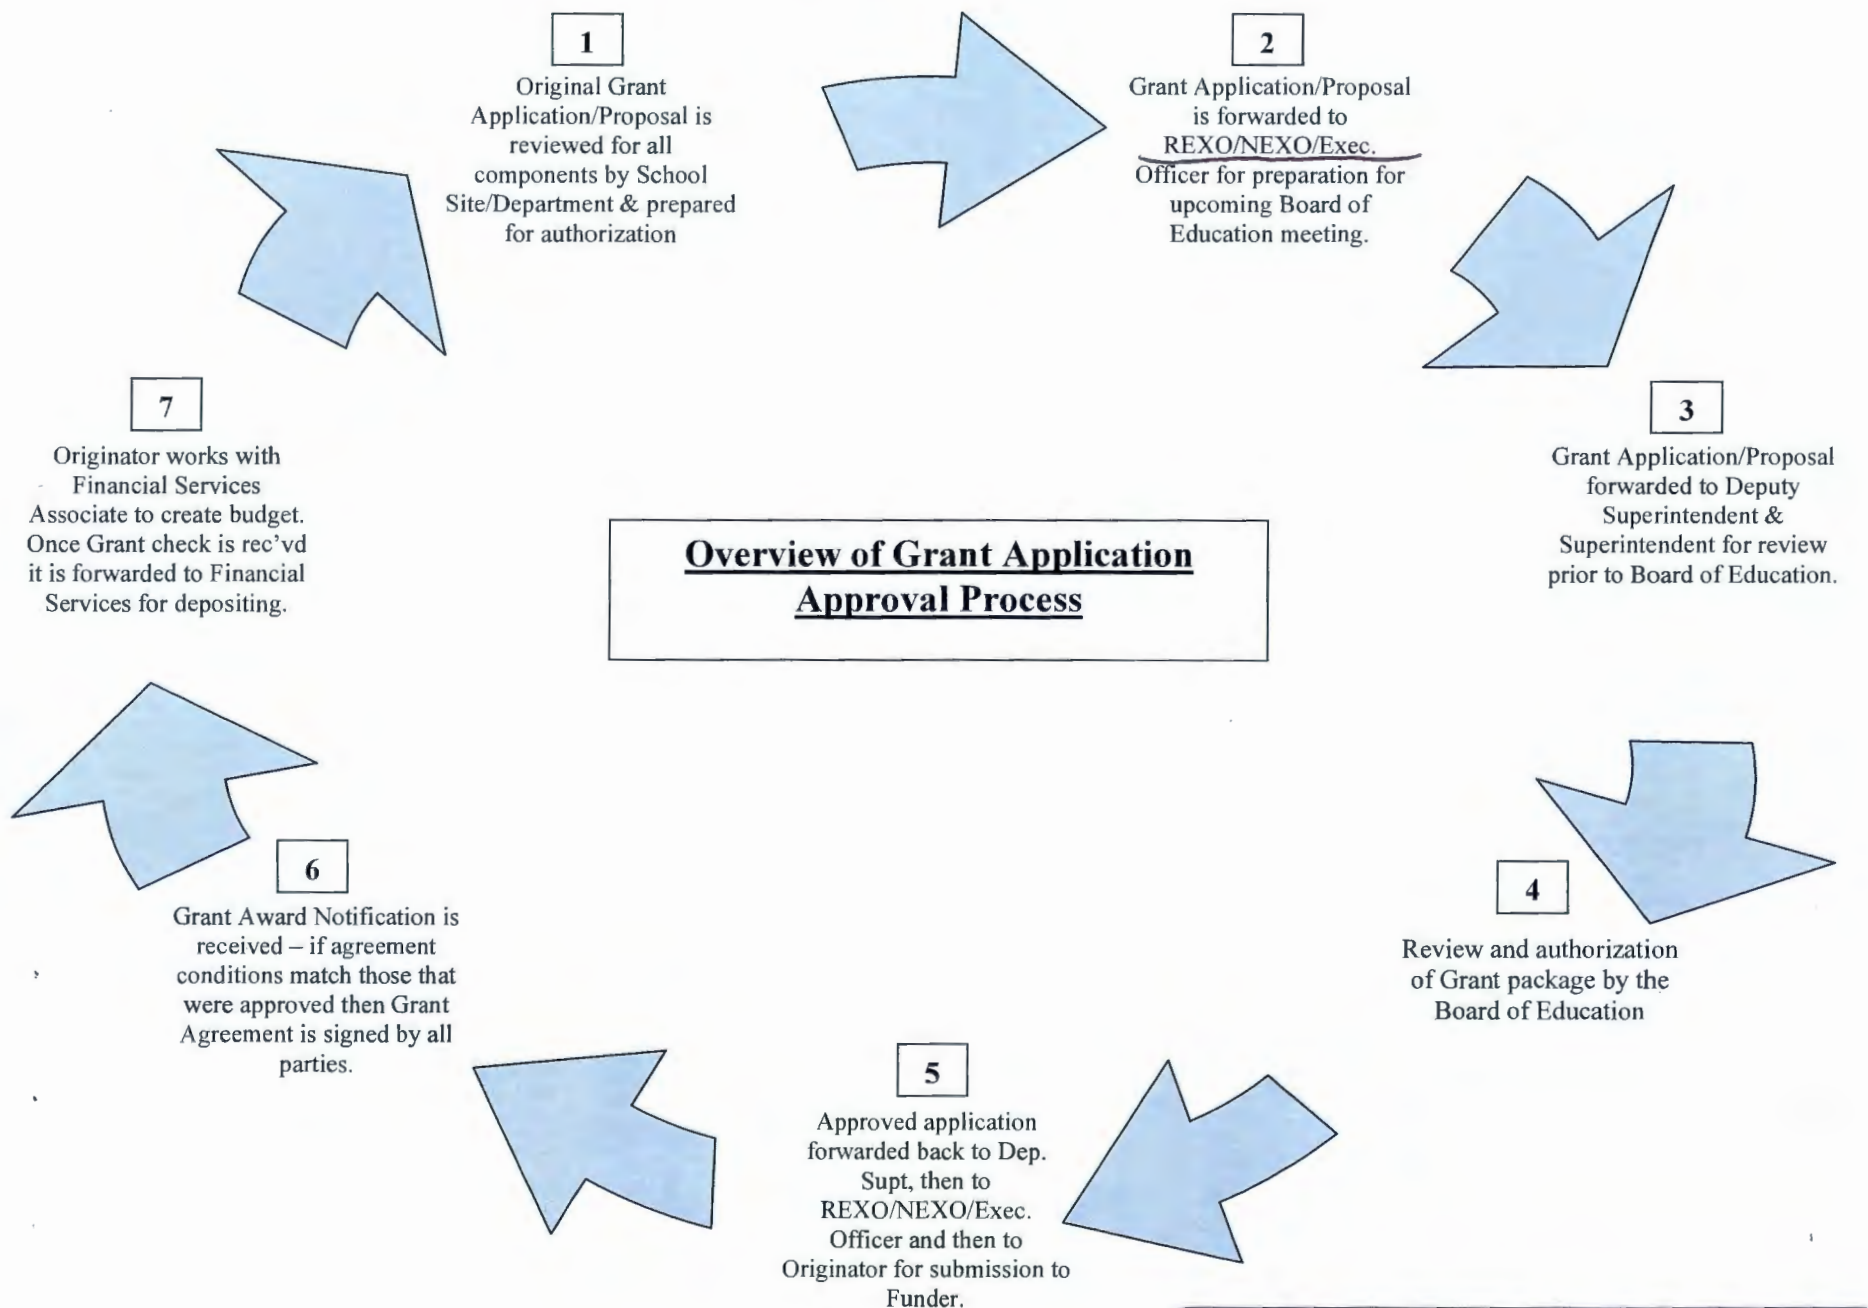 1
Original Grant
Application/Proposal is
reviewed for all
components by School
Site/Department & prepared
for authorization
2
Grant Application/Proposal
is forwarded to
REXO/NEXO/Exec.
Officer for preparation for
upcoming Board of
Education meeting.
3
Grant Application/Proposal
forwarded to Deputy
Superintendent &
Superintendent for review
prior to Board of Education.
4
Review and authorization
of Grant package by the
Board of Education
5
Approved application
forwarded back to Dep.
Supt, then to
REXO/NEXO/Exec.
Officer and then to
Originator for submission to
Funder.
6
Grant Award Notification is
received – if agreement
conditions match those that
were approved then Grant
Agreement is signed by all
parties.
7
Originator works with
Financial Services
Associate to create budget.
Once Grant check is rec'vd
it is forwarded to Financial
Services for depositing.
Overview of Grant Application
Approval Process